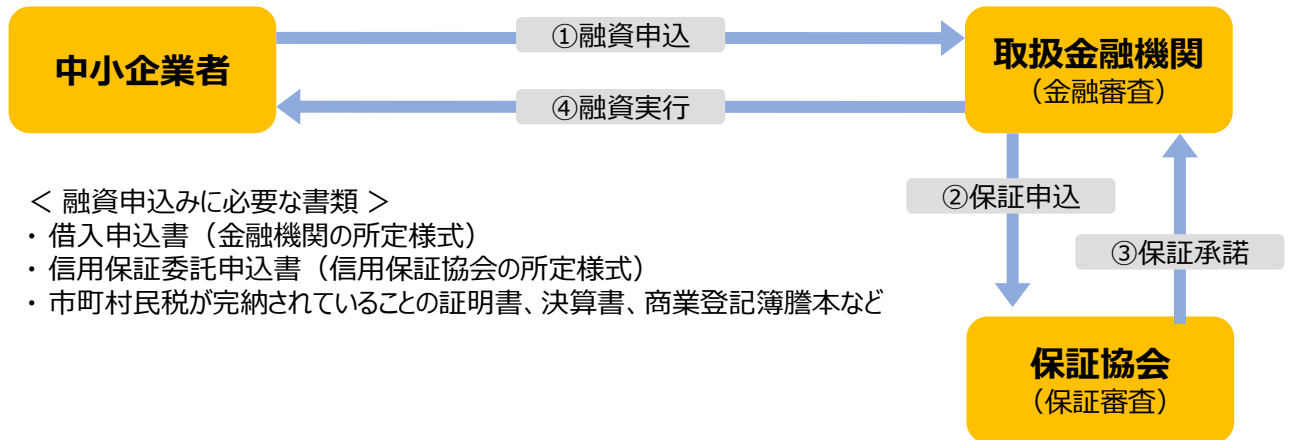 ①融資申込
中小企業者
取扱金融機関
（金融審査）
④融資実行
＜ 融資申込みに必要な書類 ＞
・ 借入申込書（金融機関の所定様式）
・ 信用保証委託申込書（信用保証協会の所定様式）
・ 市町村民税が完納されていることの証明書、決算書、商業登記簿謄本など
②保証申込
③保証承諾
保証協会
（保証審査）